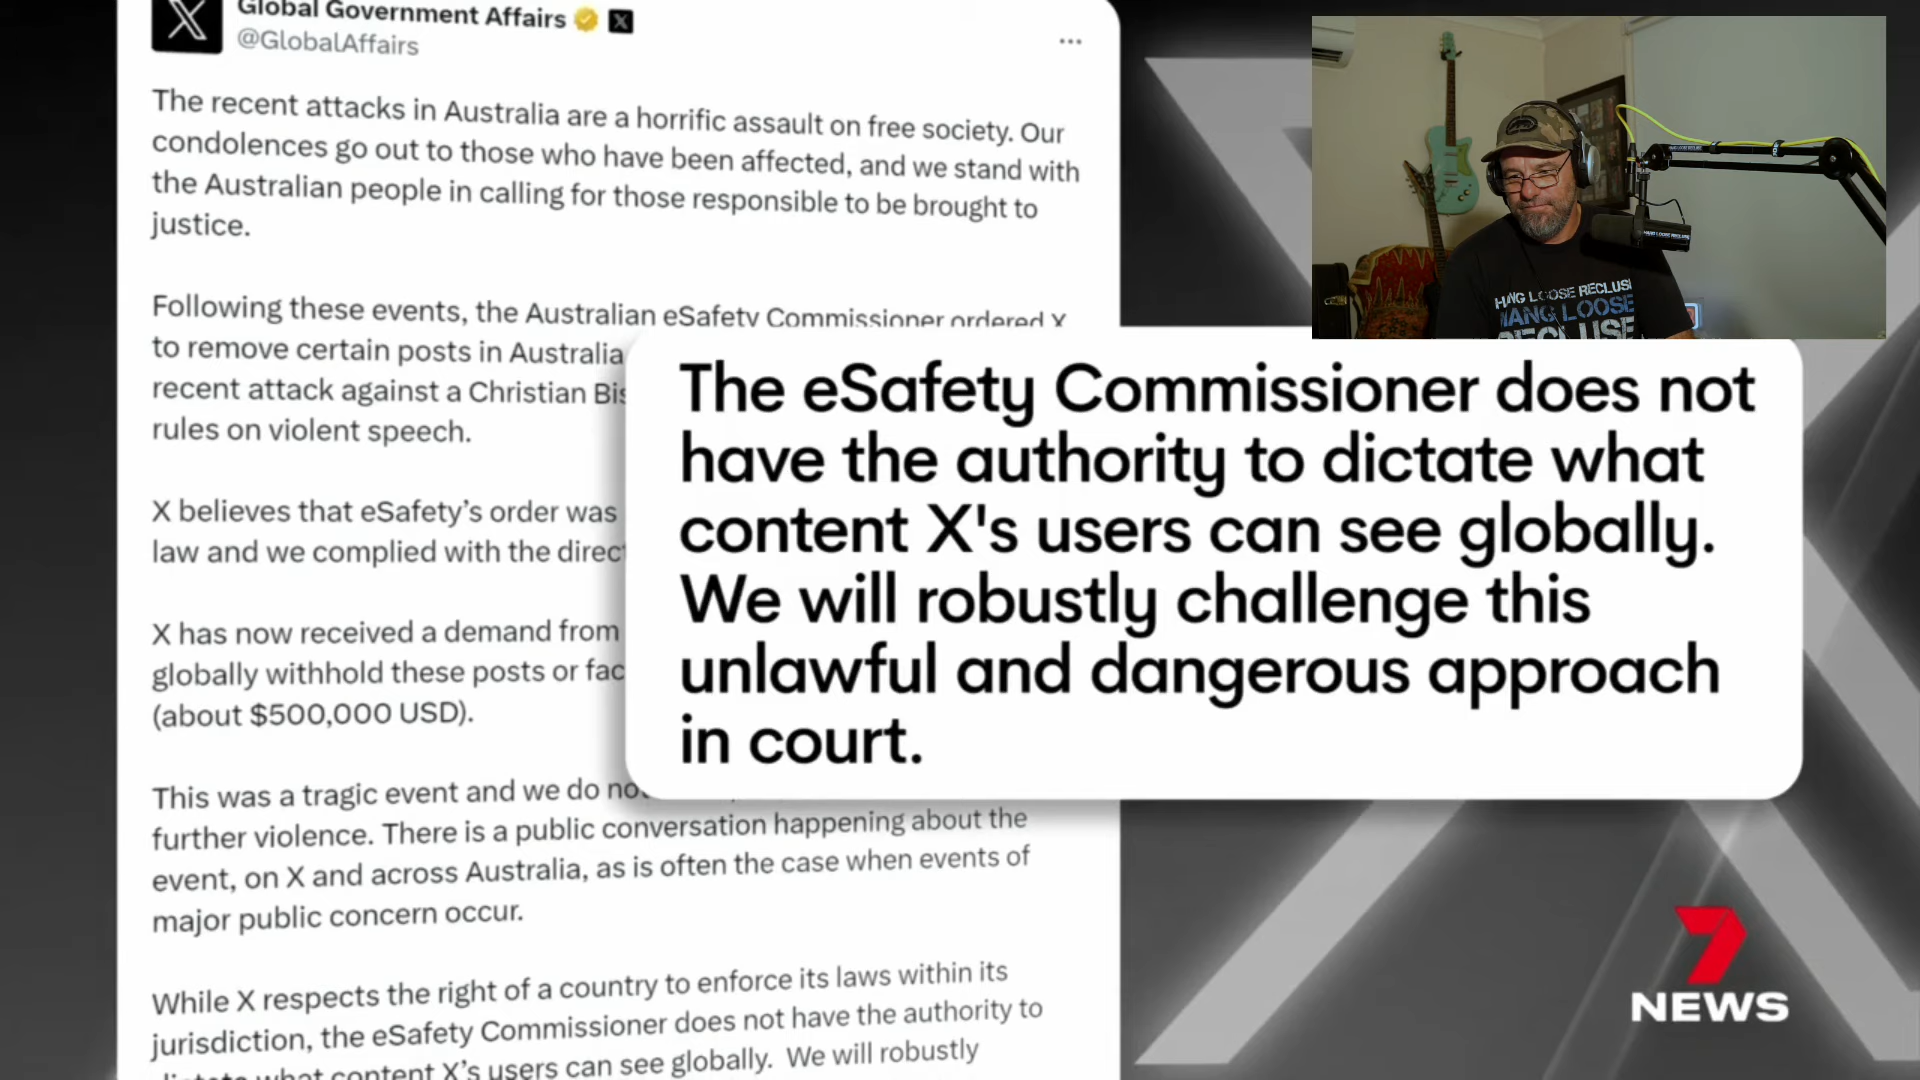 Global Government Affairs
@GlobalAffairs
The recent attacks in Australia are a horrific assault on free society. Our
condolences go out to those who have been affected, and we stand with
the Australian people in calling for those responsible to be brought to
justice.
Following these events, the Australian eSafety Commissioner ordered X
to remove certain posts in Australia
recent attack against a Christian Bis
rules on violent speech.
X believes that eSafety's order was
law and we complied with the direct
X has now received a demand from
globally withhold these posts or fac
(about $500,000 USD).
This was a tragic event and we do no
further violence. There is a public conversation happening about the
event, on X and across Australia, as is often the case when events of
major public concern occur.
While X respects the right of a country to enforce its laws within its
jurisdiction, the eSafety Commissioner does not have the authority to
dictate what content X's users can see globally. We will robustly
The eSafety Commissioner does not
have the authority to dictate what
content X's users can see globally.
We will robustly challenge this
unlawful and dangerous approach
in court.
HANG LOOSE RECLUSE
HANG LOOSE
RECLUSE
7
NEWS